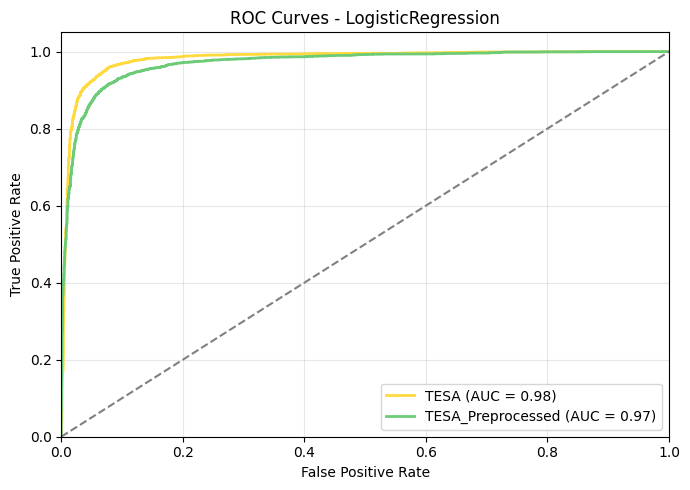 ROC Curves - LogisticRegression
True Positive Rate
1.0
0.8
0.6
0.4
0.2
0.0
0.0 0.2 0.4 0.6 0.8 1.0
False Positive Rate
TESA (AUC = 0.98)
TESA_Preprocessed (AUC = 0.97)